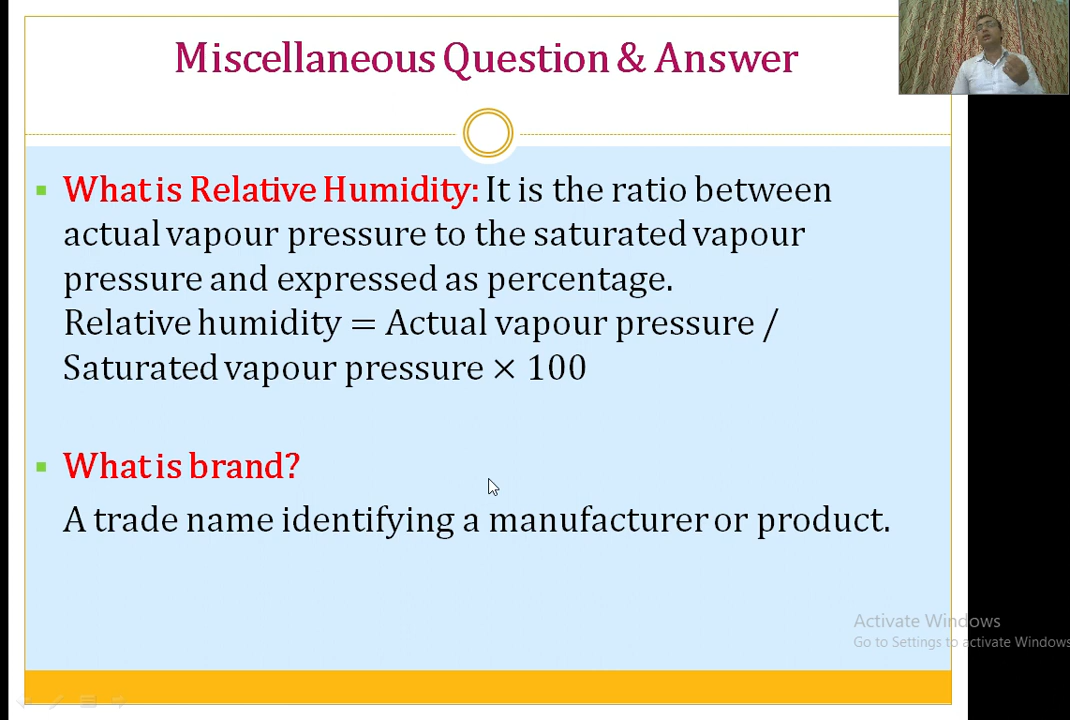 Miscellaneous Question & Answer
What is Relative Humidity: It is the ratio between
actual vapour pressure to the saturated vapour
pressure and expressed as percentage.
Relative humidity = Actual vapour pressure /
Saturated vapour pressure × 100
What is brand?
A trade name identifying a manufacturer or product.
Activate Windows
Go to Settings to activate Windows